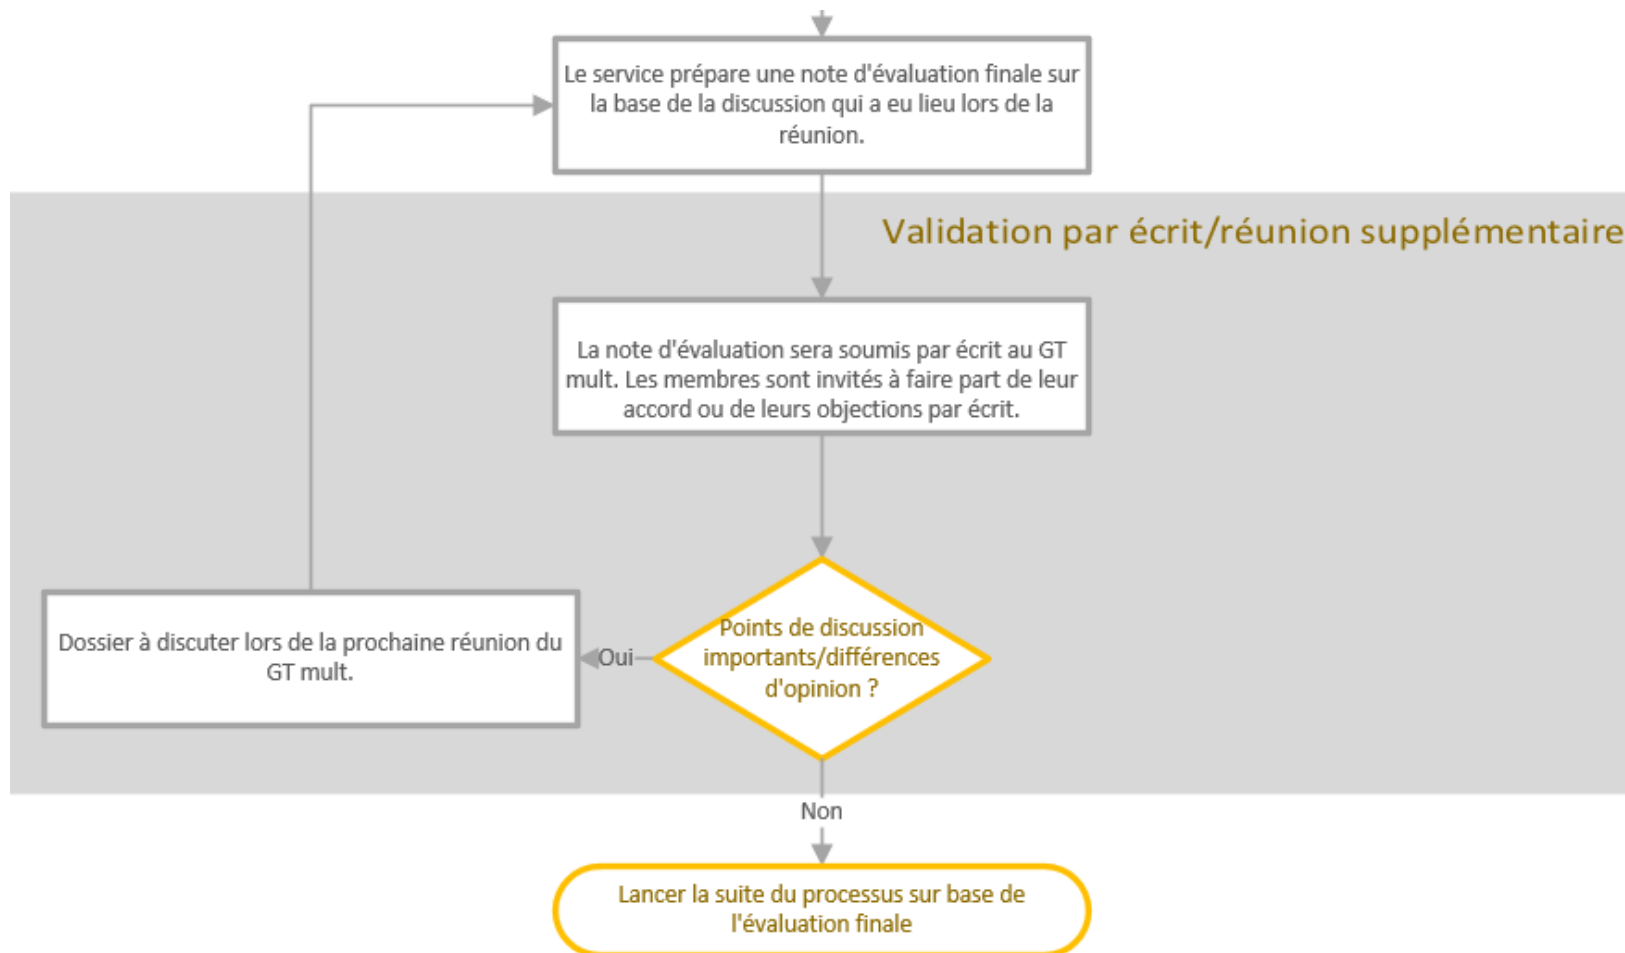 Le service prépare une note d'évaluation finale sur
la base de la discussion qui a eu lieu lors de la
réunion.
Validation par écrit/réunion supplémentaire
La note d'évaluation sera soumis par écrit au GT
mult. Les membres sont invités à faire part de leur
accord ou de leurs objections par écrit.
Points de discussion
importants/différences
d'opinion ?
Oui
Dossier à discuter lors de la prochaine réunion du
GT mult.
Non
Lancer la suite du processus sur base de
l'évaluation finale